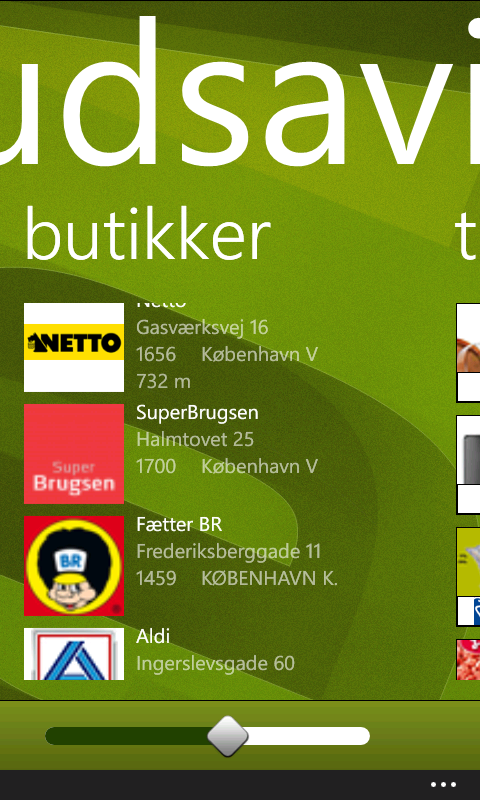 udsavi
butikker
t
Netto
NETTO
Gasværksvej 16
1656 København V
732 m
SuperBrugsen
Super
Brugsen
Halmtovet 25
1700 København V
Fætter BR
BR
Frederiksberggade 11
1459 KØBENHAVN K.
Aldi
Ingerslevsgade 60